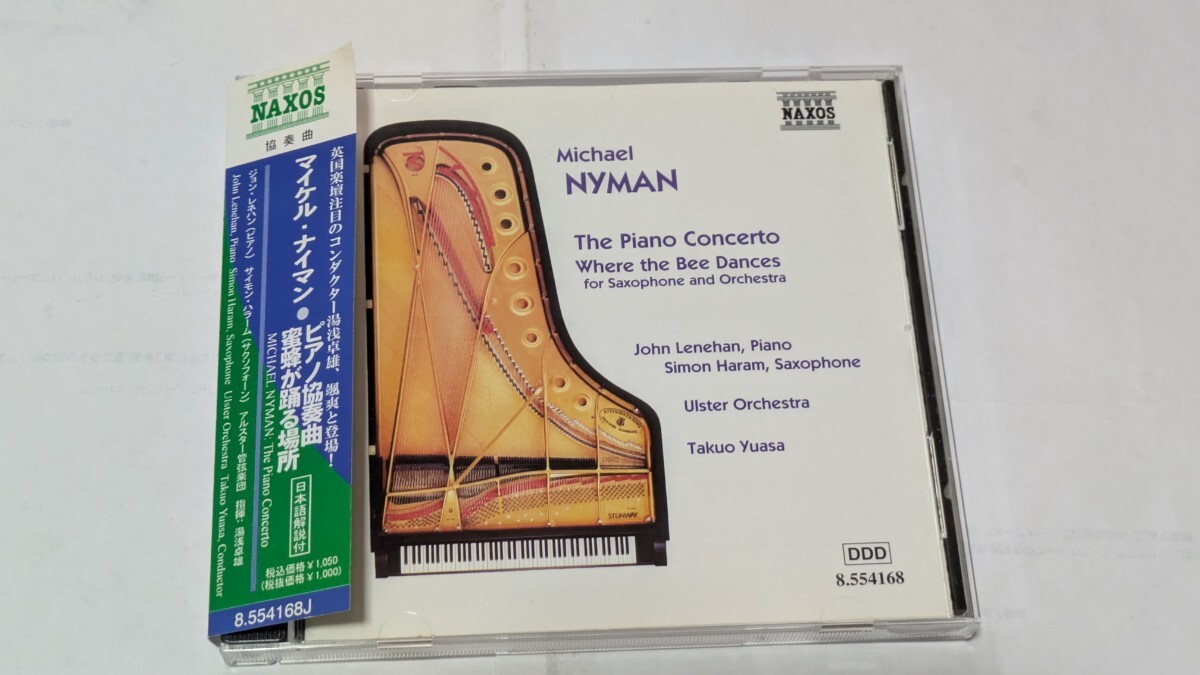 NAXOS
協奏曲
英国楽壇注目のコンダクター湯浅卓雄、颯爽と登場!
マイケル・ナイマン●ピアノ協奏曲
蜜蜂が踊る場所
日本語解説付
MICHAEL NYMAN: The Piano Concerto
ジョン・レネハン(ピアノ) サイモン・ハラーム(サクソフォーン) アルスター管弦楽団 指揮:湯浅卓雄
John Lenehan, Piano Simon Haram, Saxophone Ulster Orchestra Takuo Yuasa, Conductor
税込価格¥1,050
(税抜価格¥1,000)
8.554168J
NAXOS
Michael
NYMAN
The Piano Concerto
Where the Bee Dances
for Saxophone and Orchestra
John Lenehan, Piano
Simon Haram, Saxophone
Ulster Orchestra
Takuo Yuasa
STEINWAY
DDD
8.554168